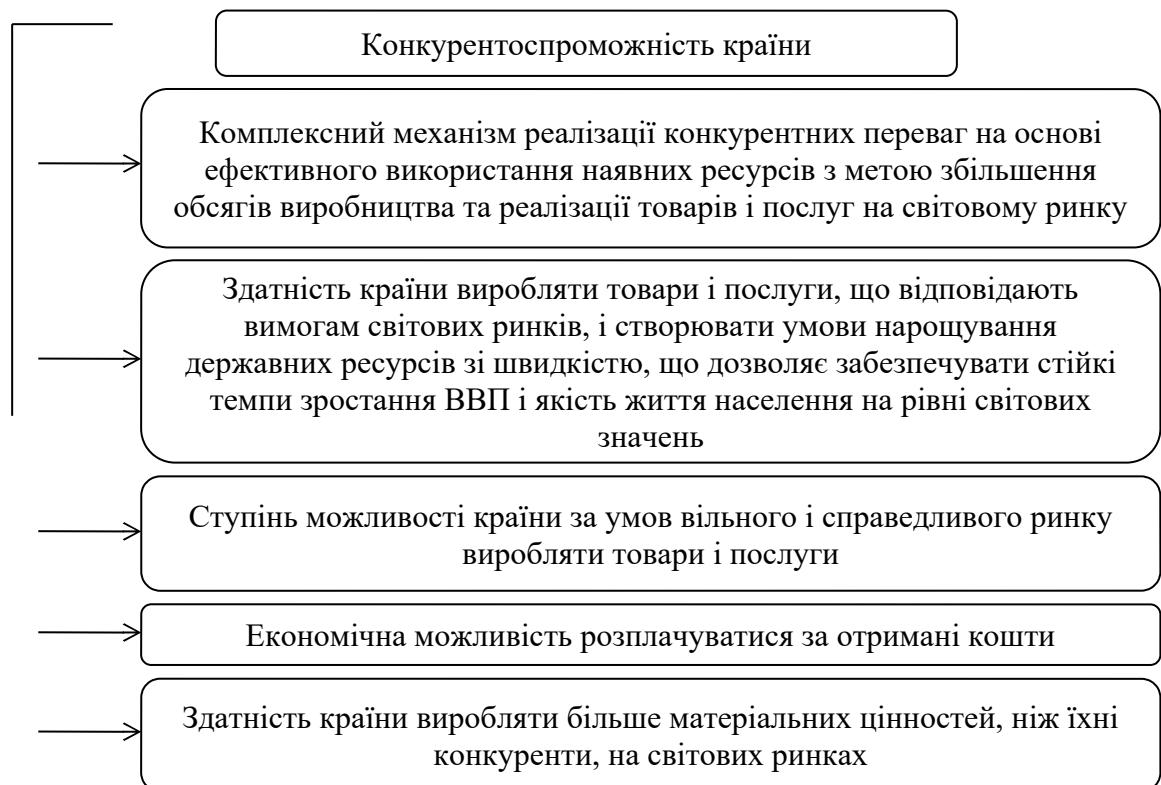 Конкурентоспроможність країни
Комплексний механізм реалізації конкурентних переваг на основі
ефективного використання наявних ресурсів з метою збільшення
обсягів виробництва та реалізації товарів і послуг на світовому ринку
Здатність країни виробляти товари і послуги, що відповідають
вимогам світових ринків, і створювати умови нарощування
державних ресурсів зі швидкістю, що дозволяє забезпечувати стійкі
темпи зростання ВВП і якість життя населення на рівні світових
значень
Ступінь можливості країни за умов вільного і справедливого ринку
виробляти товари і послуги
Економічна можливість розплачуватися за отримані кошти
Здатність країни виробляти більше матеріальних цінностей, ніж їхні
конкуренти, на світових ринках